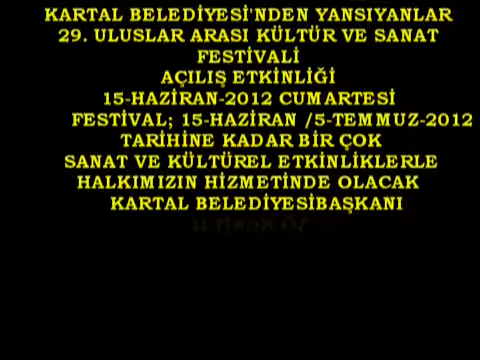 KARTAL BELEDİYESİ'NDEN YANSIYANLAR
29. ULUSLAR ARASI KÜLTÜR VE SANAT
FESTİVALİ
AÇILIŞ ETKİNLİĞİ
15-HAZİRAN-2012 CUMARTESİ
FESTİVAL; 15-HAZİRAN /5-TEMMUZ-2012
TARİHİNE KADAR BİR ÇOK
SANAT VE KÜLTÜREL ETKİNLİKLERLE
HALKIMIZIN HİZMETİNDE OLACAK
KARTAL BELEDİYESİBAŞKANI